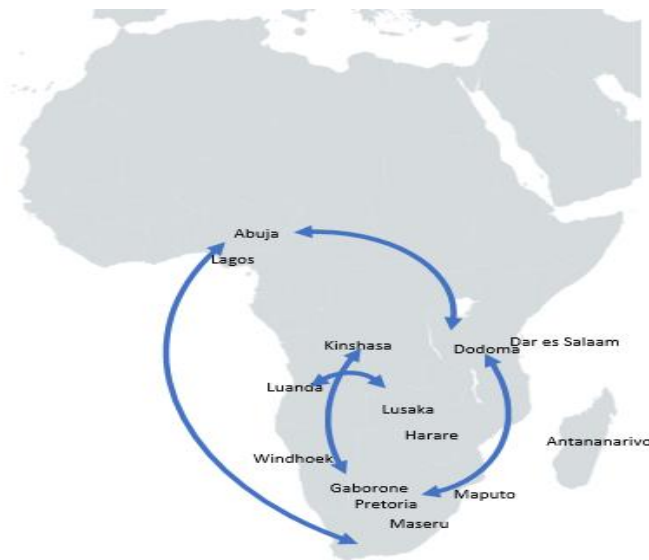 Abuja
Lagos
Kinshasa
Dodoma
Dar es Salaam
Luanda
Lusaka
Harare
Antananarivo
Windhoek
Gaborone
Maputo
Pretoria
Maseru